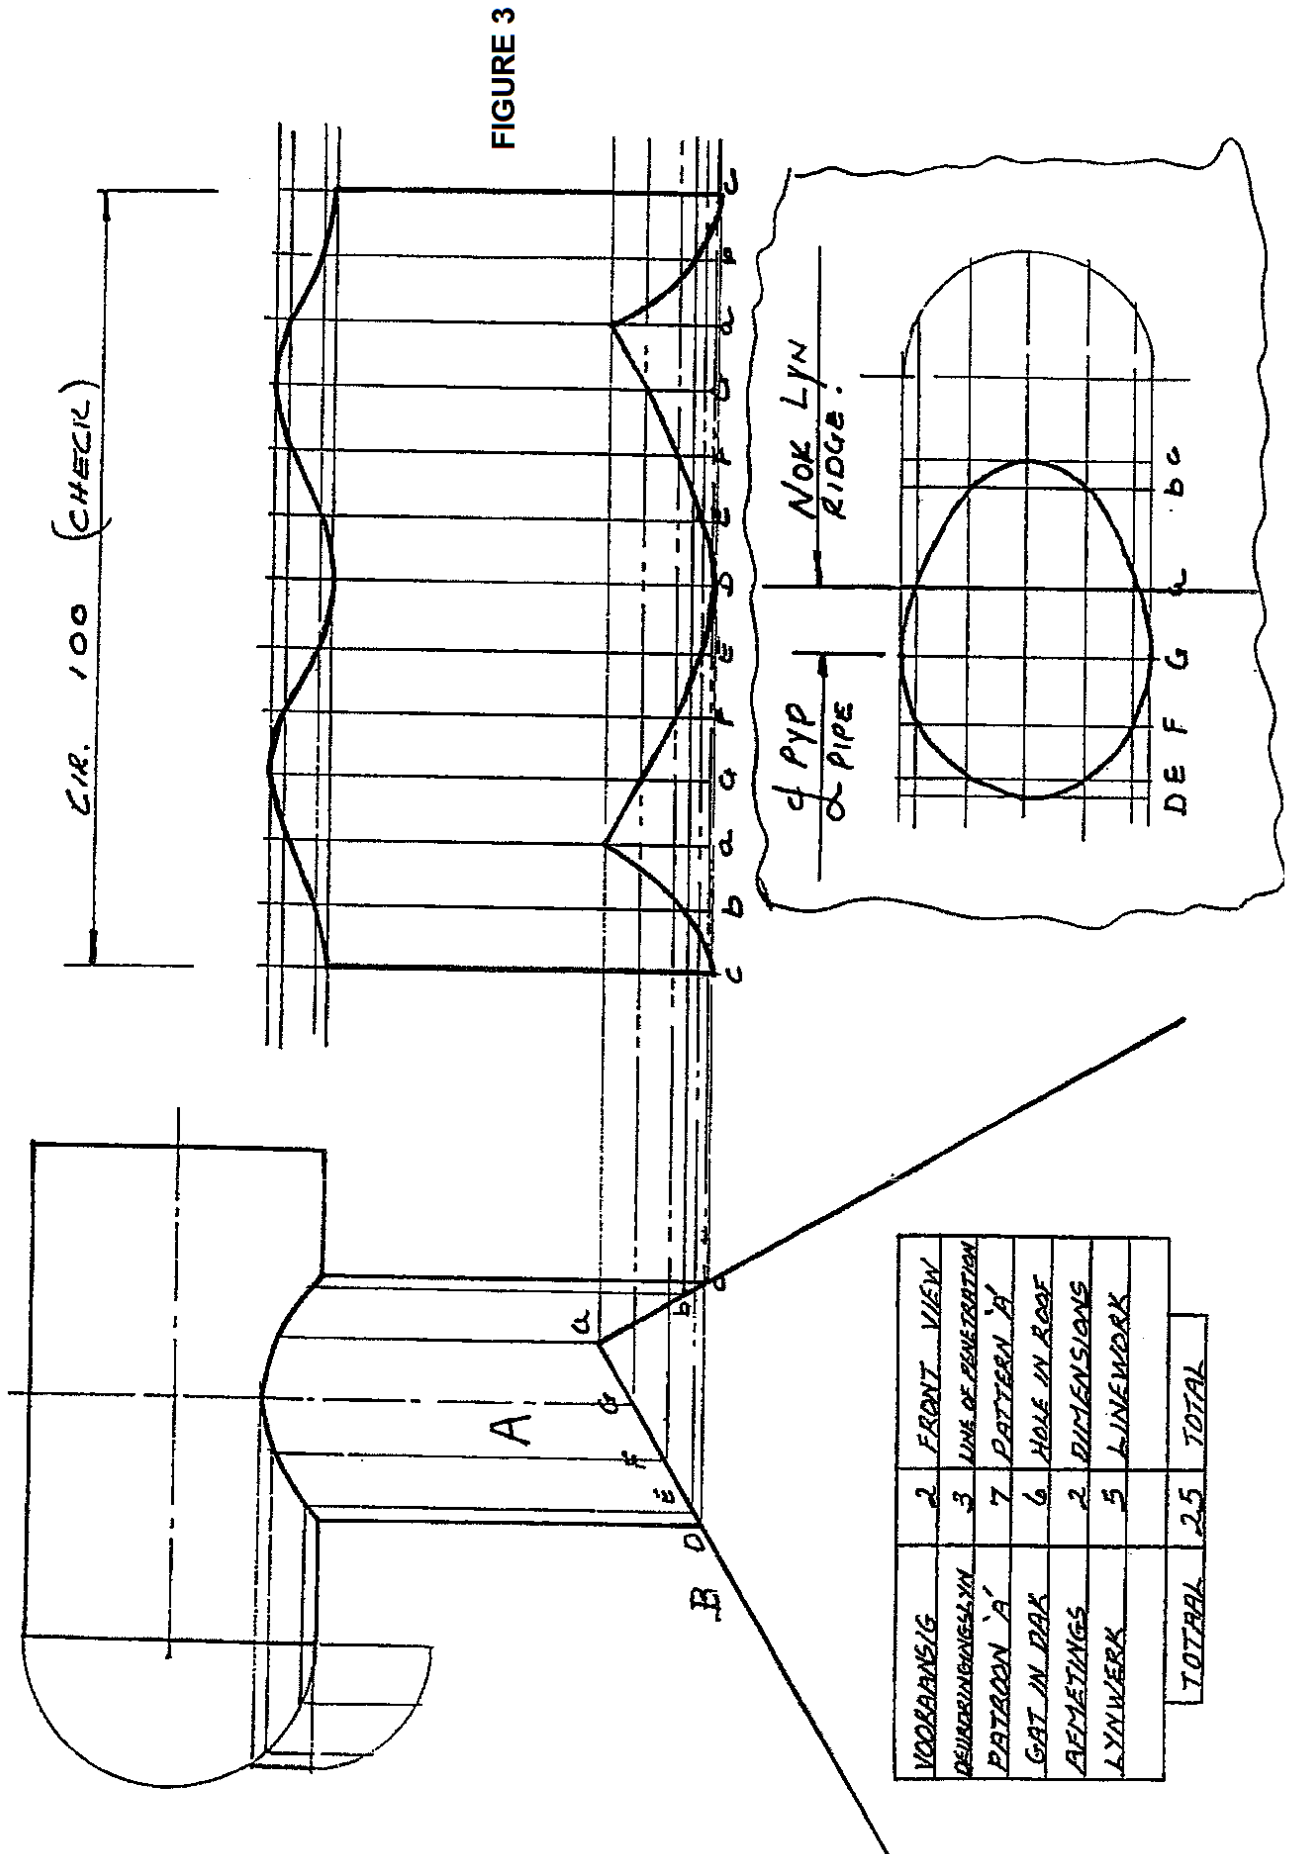 FIGURE 3
CIR. 100 (CHECK)
A
B
a
G
F
E
D
b
c
c b a G F E D E F G a b c
NOK LYN
RIDGE.
¢ PYP
¢ PIPE
D E F G a b c
VOORAANSIG 2 FRONT VIEW
DEURDRINGINGSLYN 3 LINE OF PENETRATION
PATROON 'A' 7 PATTERN 'A'
GAT IN DAK 6 HOLE IN ROOF
AFMETINGS 2 DIMENSIONS
LYNWERK 5 LINEWORK
TOTAAL 25 TOTAL